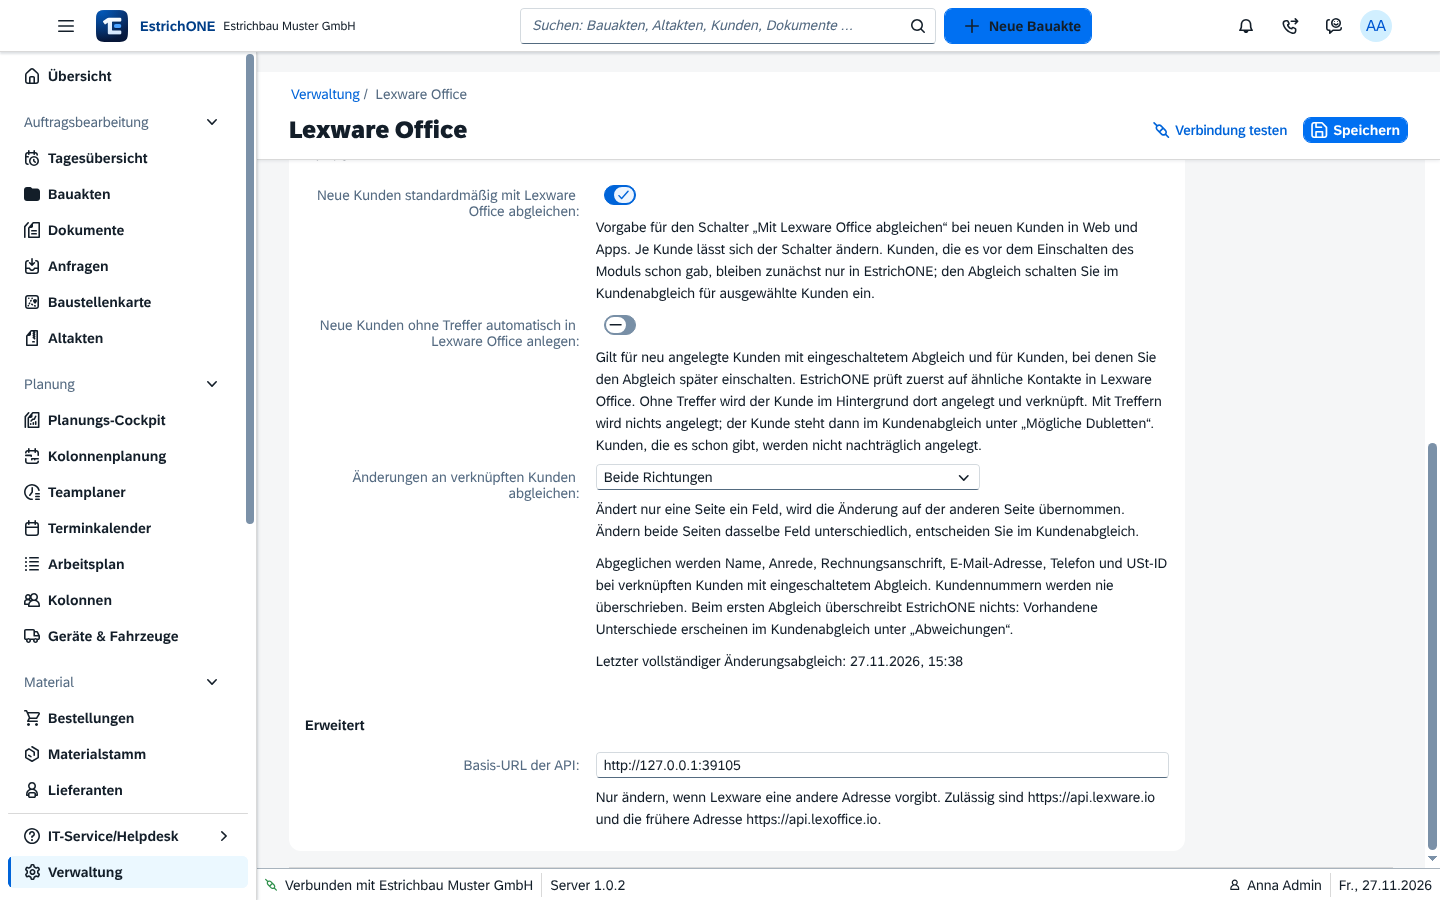 EstrichONE Estrichbau Muster GmbH
Suchen: Bauakten, Altakten, Kunden, Dokumente ...
Neue Bauakte
AA
Übersicht
Auftragsbearbeitung
Tagesübersicht
Bauakten
Dokumente
Anfragen
Baustellenkarte
Altakten
Planung
Planungs-Cockpit
Kolonnenplanung
Teamplaner
Terminkalender
Arbeitsplan
Kolonnen
Geräte & Fahrzeuge
Material
Bestellungen
Materialstamm
Lieferanten
IT-Service/Helpdesk
Verwaltung
Verwaltung / Lexware Office
Lexware Office
Verbindung testen
Speichern
Neue Kunden standardmäßig mit Lexware
Office abgleichen:
Vorgabe für den Schalter „Mit Lexware Office abgleichen“ bei neuen Kunden in Web und
Apps. Je Kunde lässt sich der Schalter ändern. Kunden, die es vor dem Einschalten des
Moduls schon gab, bleiben zunächst nur in EstrichONE; den Abgleich schalten Sie im
Kundenabgleich für ausgewählte Kunden ein.
Neue Kunden ohne Treffer automatisch in
Lexware Office anlegen:
Gilt für neu angelegte Kunden mit eingeschaltetem Abgleich und für Kunden, bei denen Sie
den Abgleich später einschalten. EstrichONE prüft zuerst auf ähnliche Kontakte in Lexware
Office. Ohne Treffer wird der Kunde im Hintergrund dort angelegt und verknüpft. Mit Treffern
wird nichts angelegt; der Kunde steht dann im Kundenabgleich unter „Mögliche Dubletten“.
Kunden, die es schon gibt, werden nicht nachträglich angelegt.
Änderungen an verknüpften Kunden
abgleichen:
Beide Richtungen
Ändert nur eine Seite ein Feld, wird die Änderung auf der anderen Seite übernommen.
Ändern beide Seiten dasselbe Feld unterschiedlich, entscheiden Sie im Kundenabgleich.
Abgeglichen werden Name, Anrede, Rechnungsanschrift, E-Mail-Adresse, Telefon und USt-ID
bei verknüpften Kunden mit eingeschaltetem Abgleich. Kundennummern werden nie
überschrieben. Beim ersten Abgleich überschreibt EstrichONE nichts: Vorhandene
Unterschiede erscheinen im Kundenabgleich unter „Abweichungen“.
Letzter vollständiger Änderungsabgleich: 27.11.2026, 15:38
Erweitert
Basis-URL der API:
http://127.0.0.1:39105
Nur ändern, wenn Lexware eine andere Adresse vorgibt. Zulässig sind https://api.lexware.io
und die frühere Adresse https://api.lexoffice.io.
Verbunden mit Estrichbau Muster GmbH
Server 1.0.2
Anna Admin
Fr., 27.11.2026